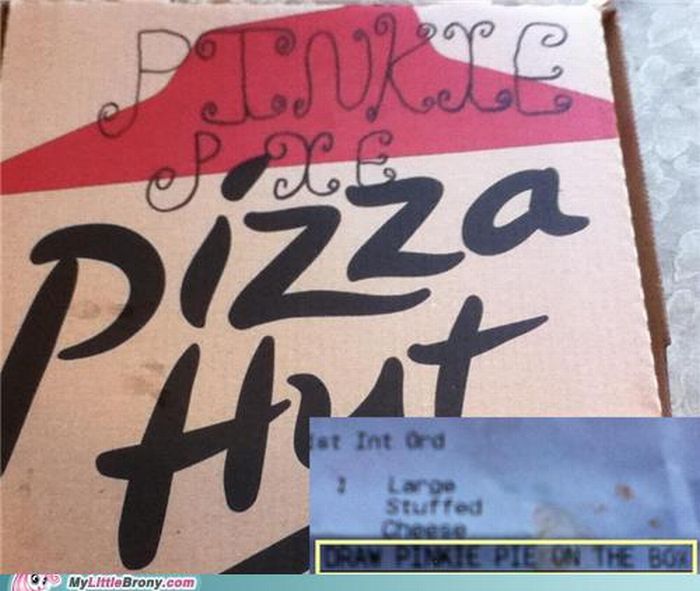 PINKIE
PIE
Pizza
Hut
1st Int Ord
1 Large
Stuffed
Cheese
DRAW PINKIE PIE ON THE BOX
MyLittleBrony.com